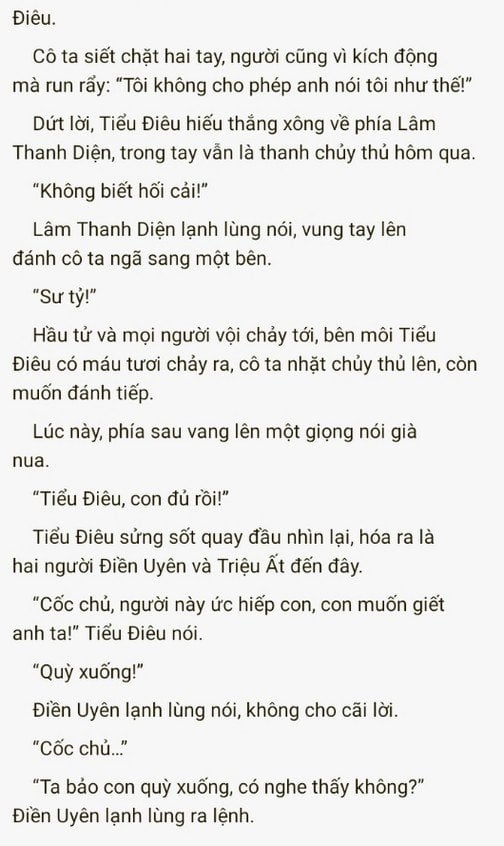 Điêu.
Cô ta siết chặt hai tay, người cũng vì kích động
mà run rẩy: “Tôi không cho phép anh nói tôi như thế!”
Dứt lời, Tiểu Điêu hiếu thắng xông về phía Lâm
Thanh Diện, trong tay vẫn là thanh chủy thủ hôm qua.
“Không biết hối cải!”
Lâm Thanh Diện lạnh lùng nói, vung tay lên
đánh cô ta ngã sang một bên.
“Sư tỷ!”
Hầu tử và mọi người vội chảy tới, bên môi Tiểu
Điêu có máu tươi chảy ra, cô ta nhặt chủy thủ lên, còn
muốn đánh tiếp.
Lúc này, phía sau vang lên một giọng nói già
nua.
“Tiểu Điêu, con đủ rồi!”
Tiểu Điêu sửng sốt quay đầu nhìn lại, hóa ra là
hai người Điền Uyên và Triệu Ất đến đây.
“Cốc chủ, người này ức hiếp con, con muốn giết
anh ta!” Tiểu Điêu nói.
“Quỳ xuống!”
Điền Uyên lạnh lùng nói, không cho cãi lời.
“Cốc chủ...”
“Ta bảo con quỳ xuống, có nghe thấy không?”
Điền Uyên lạnh lùng ra lệnh.